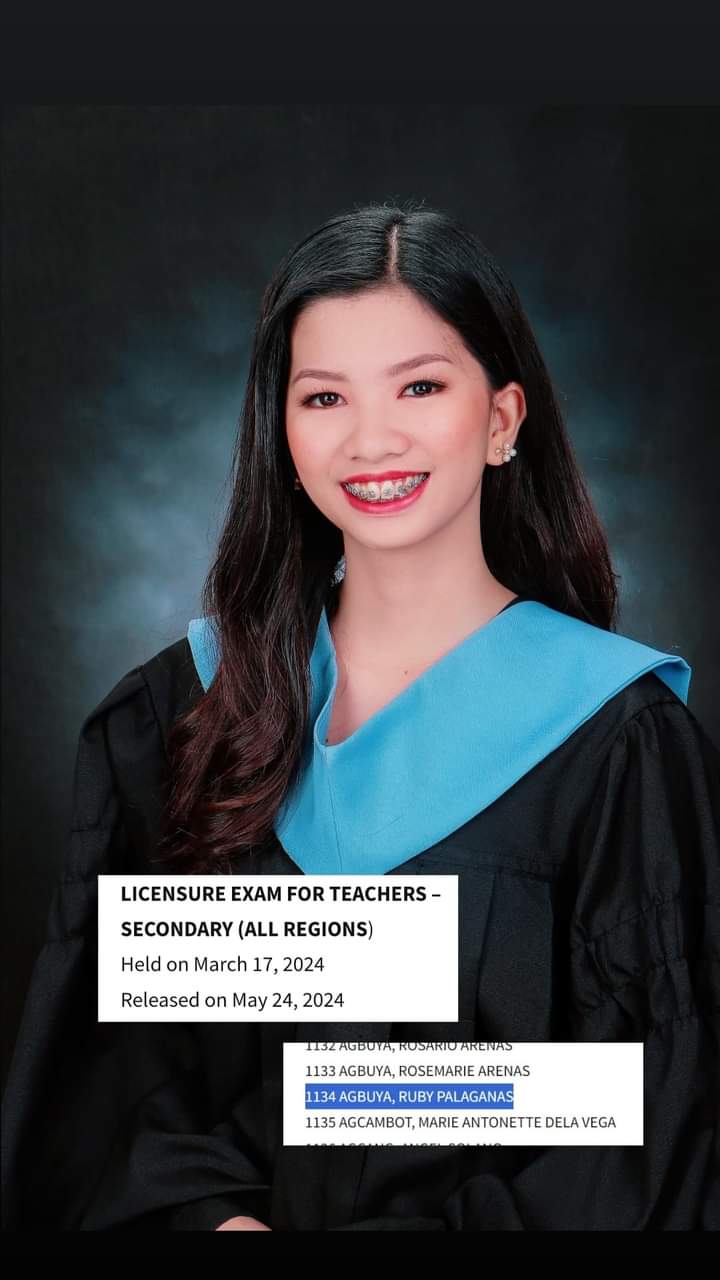 LICENSURE EXAM FOR TEACHERS –
SECONDARY (ALL REGIONS)
Held on March 17, 2024
Released on May 24, 2024
1132 AGBUYA, ROSARIO ARENAS
1133 AGBUYA, ROSEMARIE ARENAS
1134 AGBUYA, RUBY PALAGANAS
1135 AGCAMBOT, MARIE ANTONETTE DELA VEGA